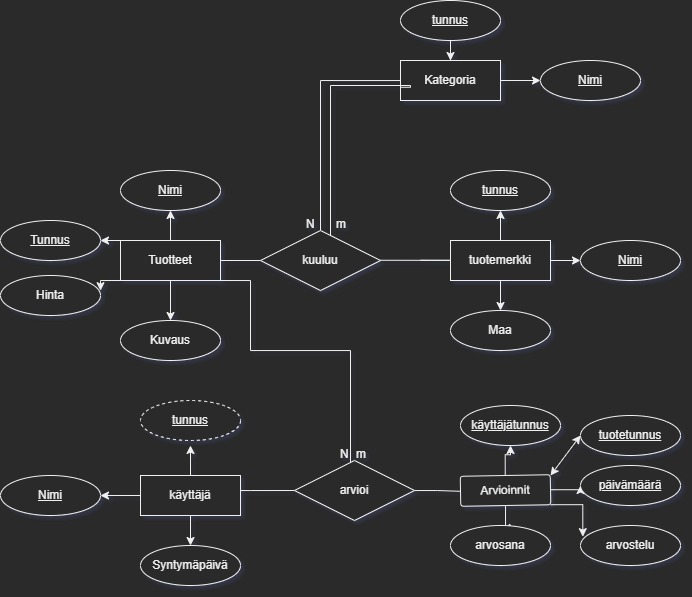 tunnus
Kategoria
Nimi
Nimi
tunnus
N
m
Tunnus
Tuotteet
kuuluu
tuotemerkki
Nimi
Hinta
Kuvaus
Maa
tunnus
käyttäjätunnus
tuotetunnus
N
m
Nimi
käyttäjä
arvioi
Arvioinnit
päivämäärä
Syntymäpäivä
arvosana
arvostelu